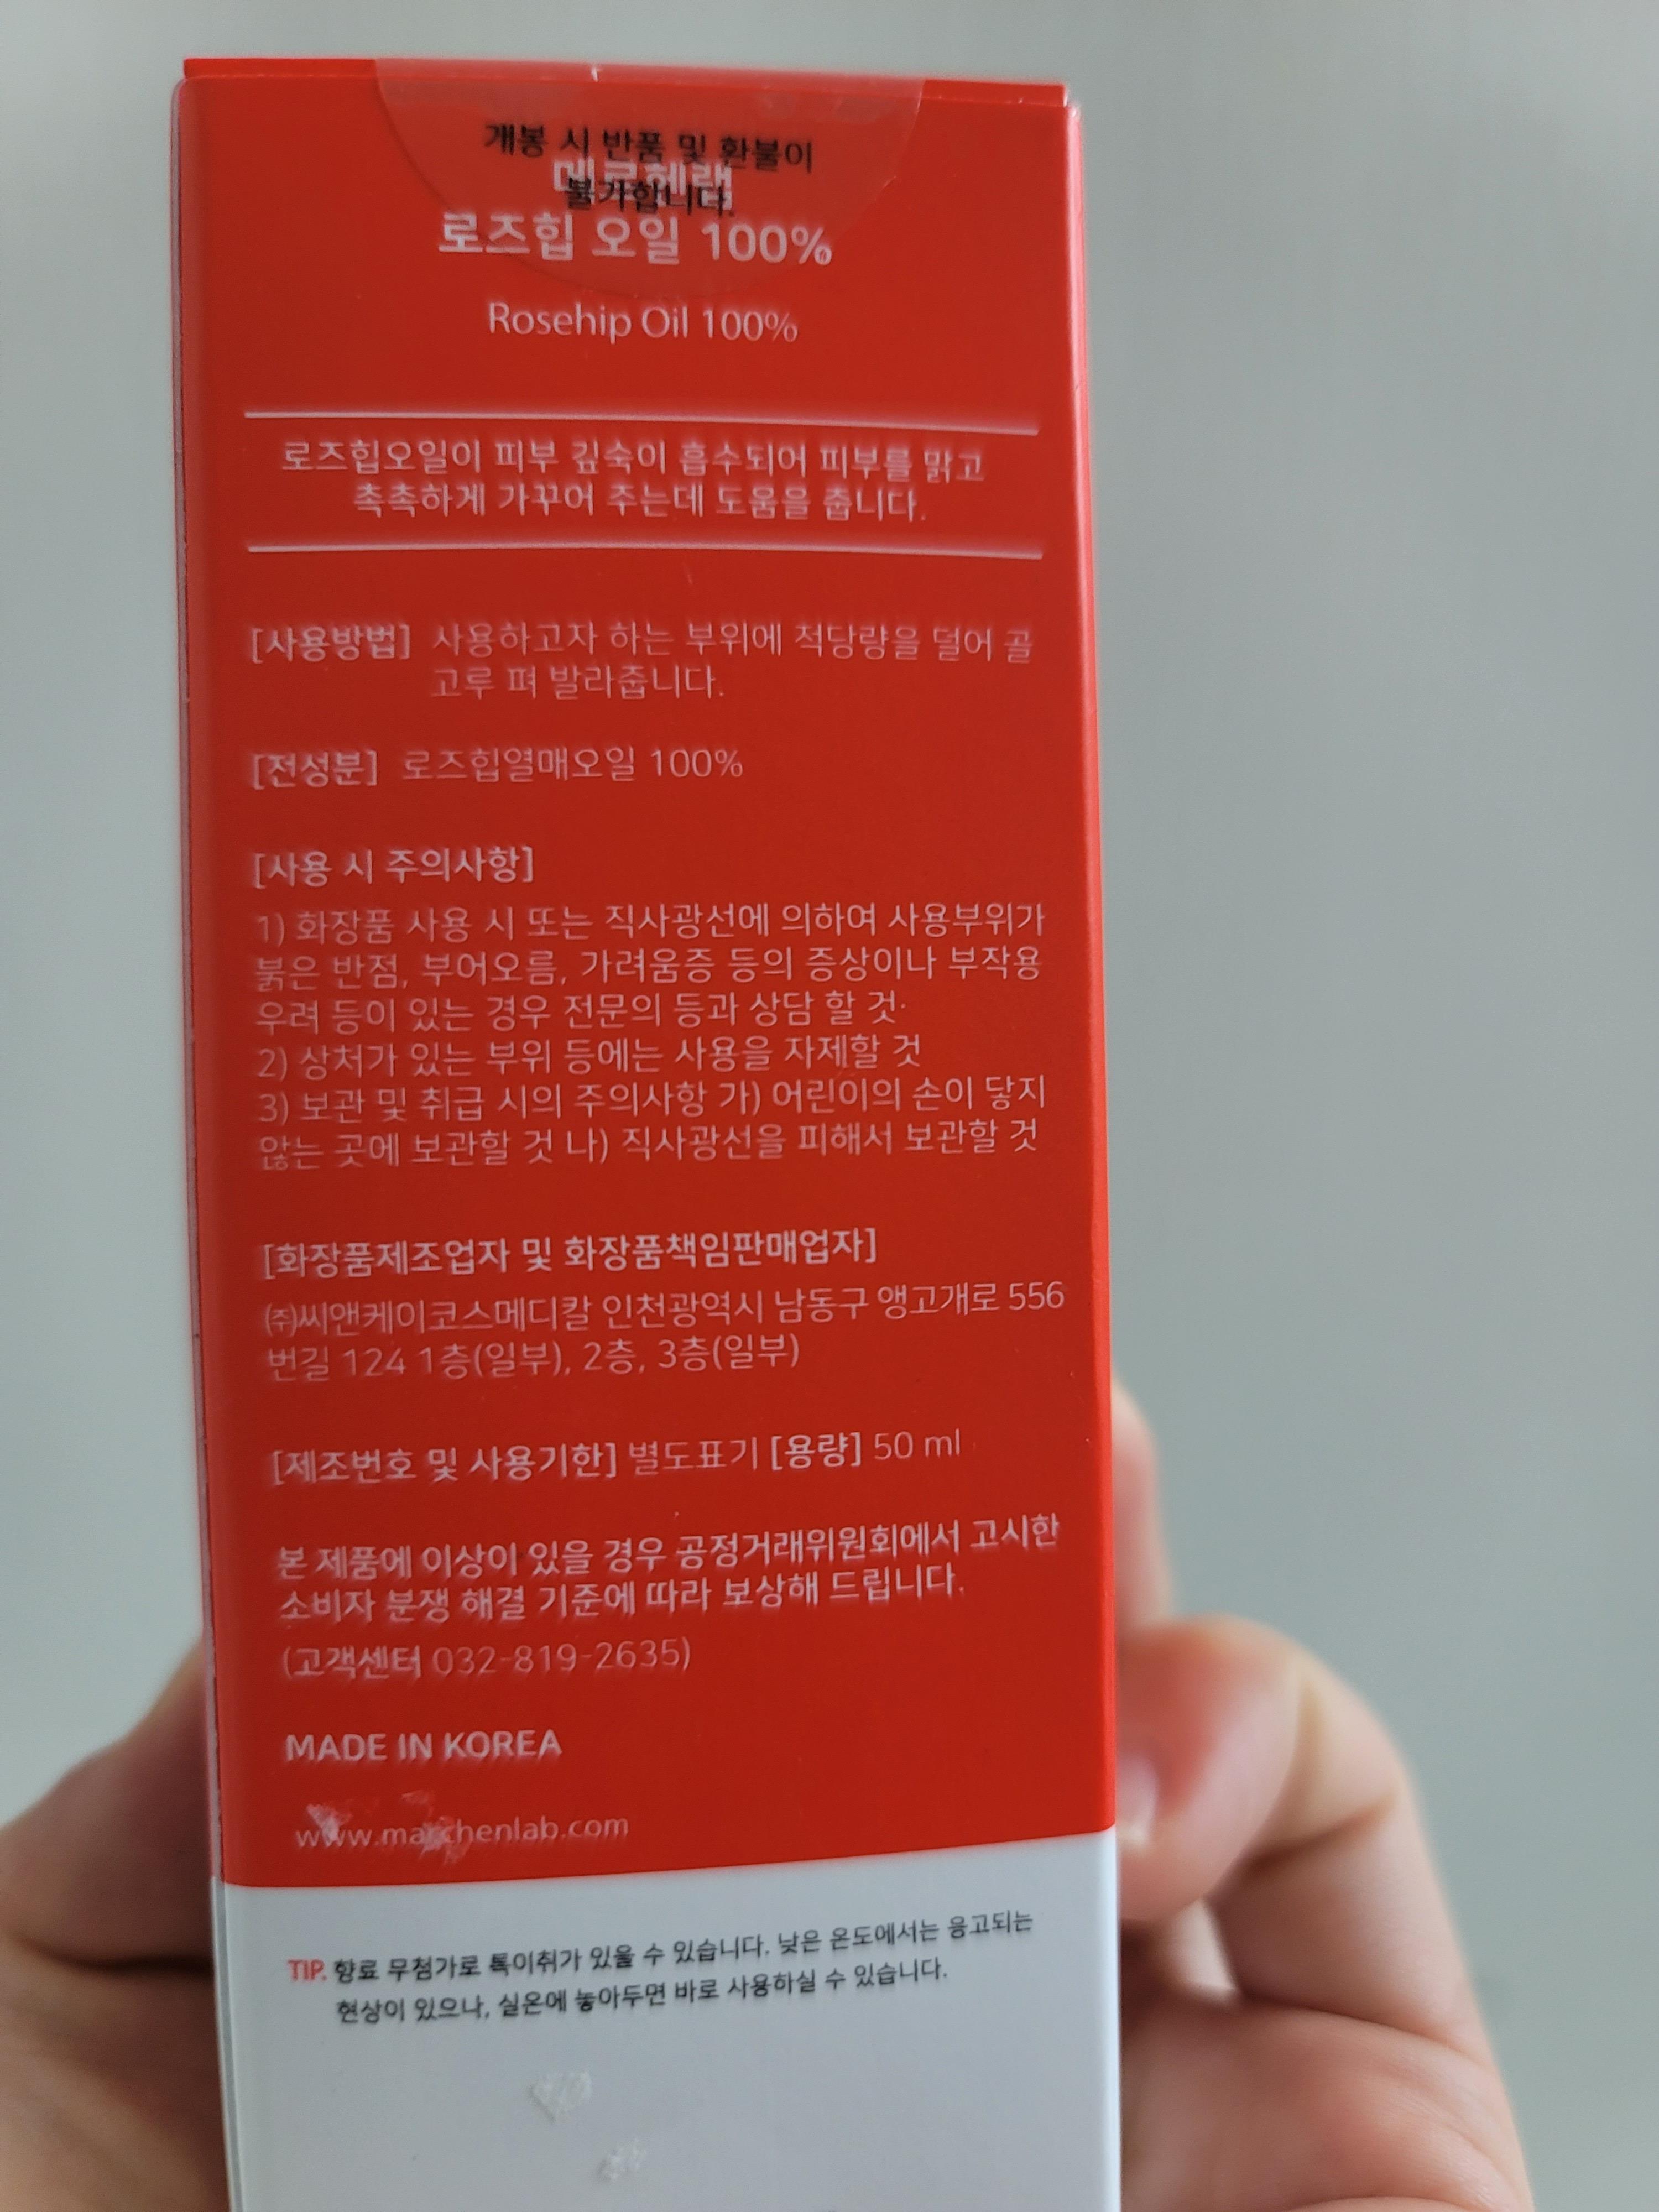 개봉 시 반품 및 환불이
불가합니다.
메르헨랩
로즈힙 오일 100%
Rosehip Oil 100%
로즈힙오일이 피부 깊숙이 흡수되어 피부를 맑고
촉촉하게 가꾸어 주는데 도움을 줍니다.
[사용방법] 사용하고자 하는 부위에 적당량을 덜어 골
고루 펴 발라줍니다.
[전성분] 로즈힙열매오일 100%
[사용 시 주의사항]
1) 화장품 사용 시 또는 직사광선에 의하여 사용부위가
붉은 반점, 부어오름, 가려움증 등의 증상이나 부작용
우려 등이 있는 경우 전문의 등과 상담 할 것·
2) 상처가 있는 부위 등에는 사용을 자제할 것
3) 보관 및 취급 시의 주의사항 가) 어린이의 손이 닿지
않는 곳에 보관할 것 나) 직사광선을 피해서 보관할 것
[화장품제조업자 및 화장품책임판매업자]
㈜씨앤케이코스메디칼 인천광역시 남동구 앵고개로 556
번길 124 1층(일부), 2층, 3층(일부)
[제조번호 및 사용기한] 별도표기 [용량] 50 ml
본 제품에 이상이 있을 경우 공정거래위원회에서 고시한
소비자 분쟁 해결 기준에 따라 보상해 드립니다.
(고객센터 032-819-2635)
MADE IN KOREA
www.marchenlab.com
TIP. 향료 무첨가로 특이취가 있을 수 있습니다. 낮은 온도에서는 응고되는
현상이 있으나, 실온에 놓아두면 바로 사용하실 수 있습니다.